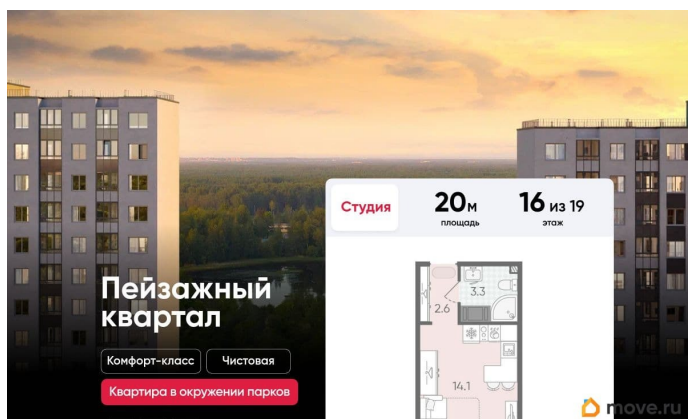 Студия
20м
площадь
16 из 19
этаж
3.3
2.6
14.1
Пейзажный
квартал
Комфорт-класс
Чистовая
Квартира в окружении парков
move.ru